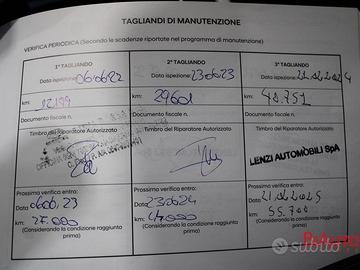 TAGLIANDI DI MANUTENZIONE
VERIFICA PERIODICA (Secondo le scadenze riportate nel programma di manutenzione)
1° TAGLIANDO
Data ispezione: 06/06/22
km:
12.199
Documento fiscale n.
Timbro del Riparatore Autorizzato
Prossima verifica entro:
Data 06/06/23
km: 27.000
(Considerando la condizione raggiunta prima)
2° TAGLIANDO
Data ispezione: 23/06/23
km:
29601
Documento fiscale n.
Timbro del Riparatore Autorizzato
Prossima verifica entro:
Data 23/06/24
km: 44000
(Considerando la condizione raggiunta prima)
3° TAGLIANDO
Data ispezione: 21.06.2024
km:
40.751
Documento fiscale n.
Timbro del Riparatore Autorizzato
LENZI AUTOMOBILI SpA
Prossima verifica entro:
Data 21.06.2025
km: 55.700
(Considerando la condizione raggiunta prima)
subito